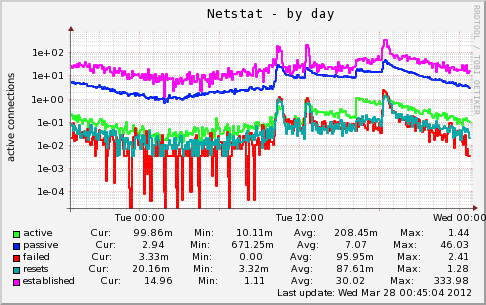 Netstat - by day
RRDTOOL / TOBI OETIKER
active connections
1e+02
1e+01
1e+00
1e-01
1e-02
1e-03
1e-04
Tue 00:00 Tue 12:00 Wed 00:00
active Cur: 99.86m Min: 10.11m Avg: 208.45m Max: 1.44
passive Cur: 2.94 Min: 671.25m Avg: 7.07 Max: 46.03
failed Cur: 3.33m Min: 0.00 Avg: 95.95m Max: 2.41
resets Cur: 20.16m Min: 3.32m Avg: 87.61m Max: 1.28
established Cur: 14.96 Min: 1.11 Avg: 30.02 Max: 333.98
Last update: Wed Mar 28 00:45:04 2012